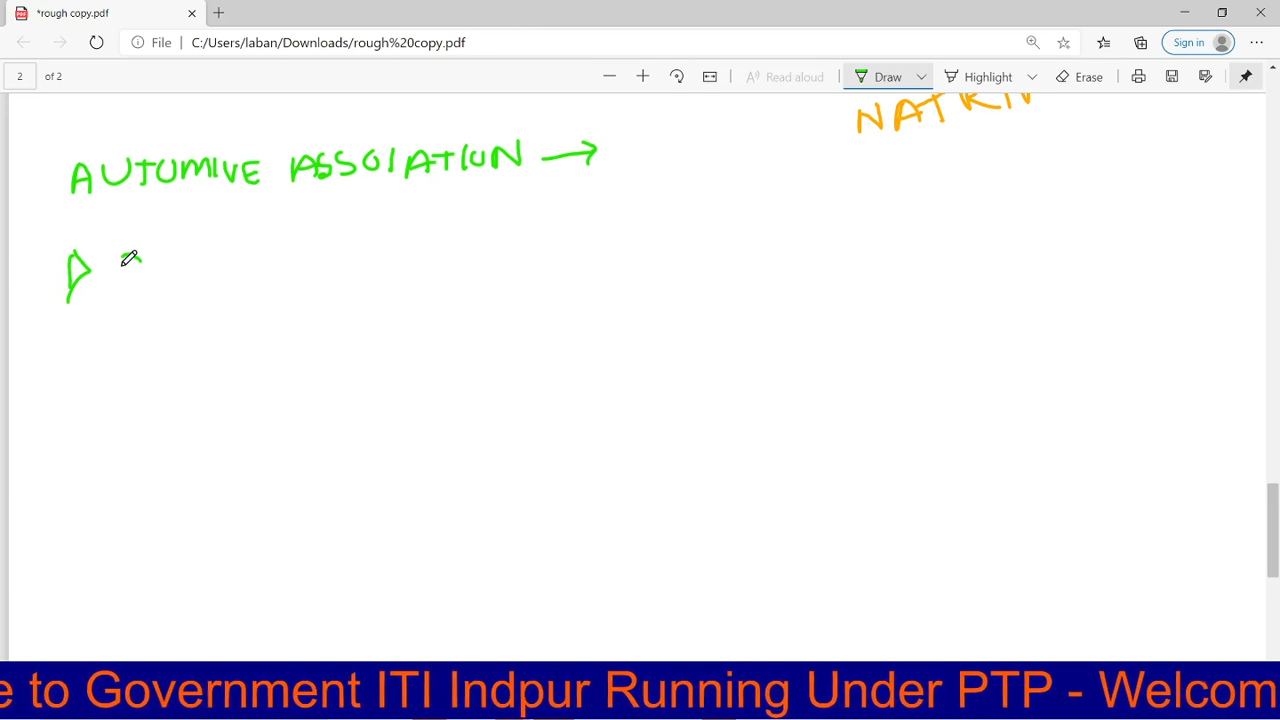 *rough copy.pdf
File C:/Users/laban/Downloads/rough%20copy.pdf Sign in
2 of 2 Read aloud Draw Highlight Erase
AUTOMIVE ASSOIATION →
e to Government ITI Indpur Running Under PTP - Welcom